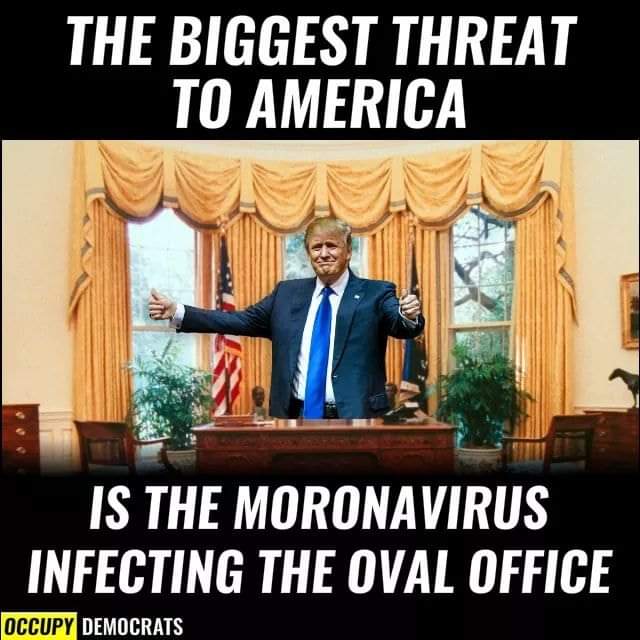 THE BIGGEST THREAT
TO AMERICA
IS THE MORONAVIRUS
INFECTING THE OVAL OFFICE
OCCUPY DEMOCRATS